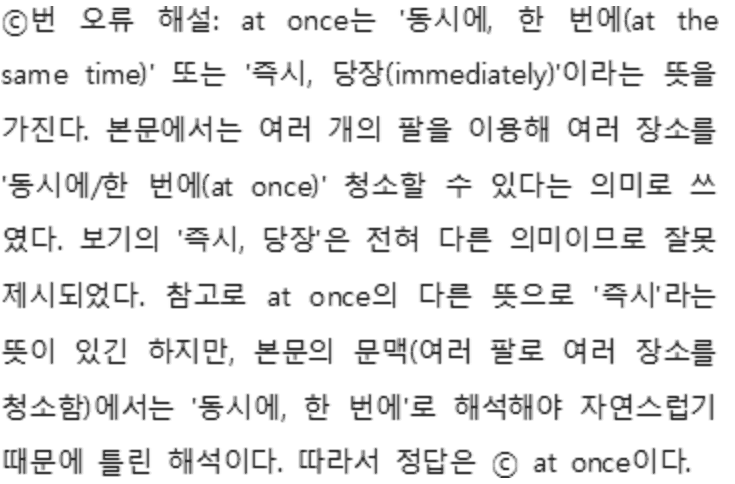 ⓒ번 오류 해설: at once는 '동시에, 한 번에(at the
same time)' 또는 '즉시, 당장(immediately)'이라는 뜻을
가진다. 본문에서는 여러 개의 팔을 이용해 여러 장소를
'동시에/한 번에(at once)' 청소할 수 있다는 의미로 쓰
였다. 보기의 '즉시, 당장'은 전혀 다른 의미이므로 잘못
제시되었다. 참고로 at once의 다른 뜻으로 '즉시'라는
뜻이 있긴 하지만, 본문의 문맥(여러 팔로 여러 장소를
청소함)에서는 '동시에, 한 번에'로 해석해야 자연스럽기
때문에 틀린 해석이다. 따라서 정답은 ⓒ at once이다.